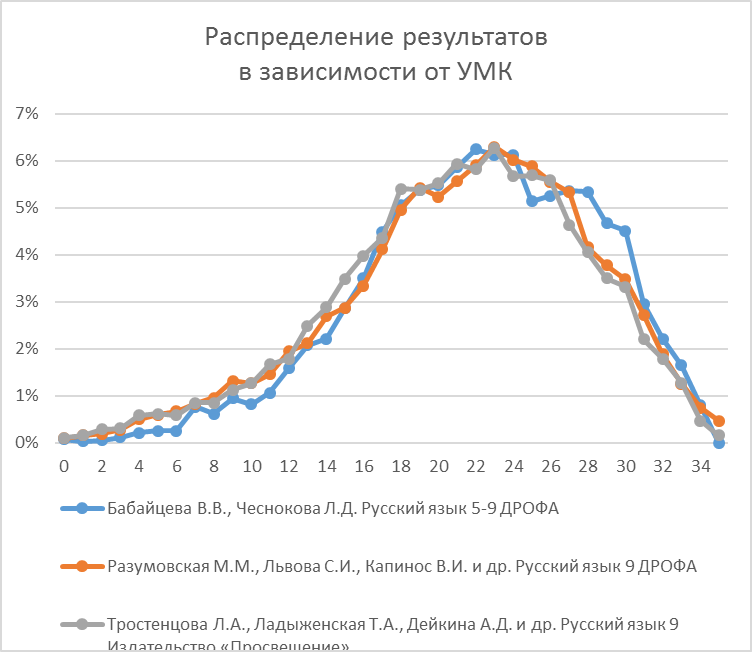 Распределение результатов
в зависимости от УМК
7%
6%
5%
4%
3%
2%
1%
0%
0 2 4 6 8 10 12 14 16 18 20 22 24 26 28 30 32 34
Бабайцева В.В., Чеснокова Л.Д. Русский язык 5-9 ДРОФА
Разумовская М.М., Львова С.И., Капинос В.И. и др. Русский язык 9 ДРОФА
Тростенцова Л.А., Ладыженская Т.А., Дейкина А.Д. и др. Русский язык 9
Издательство «Просвещение»